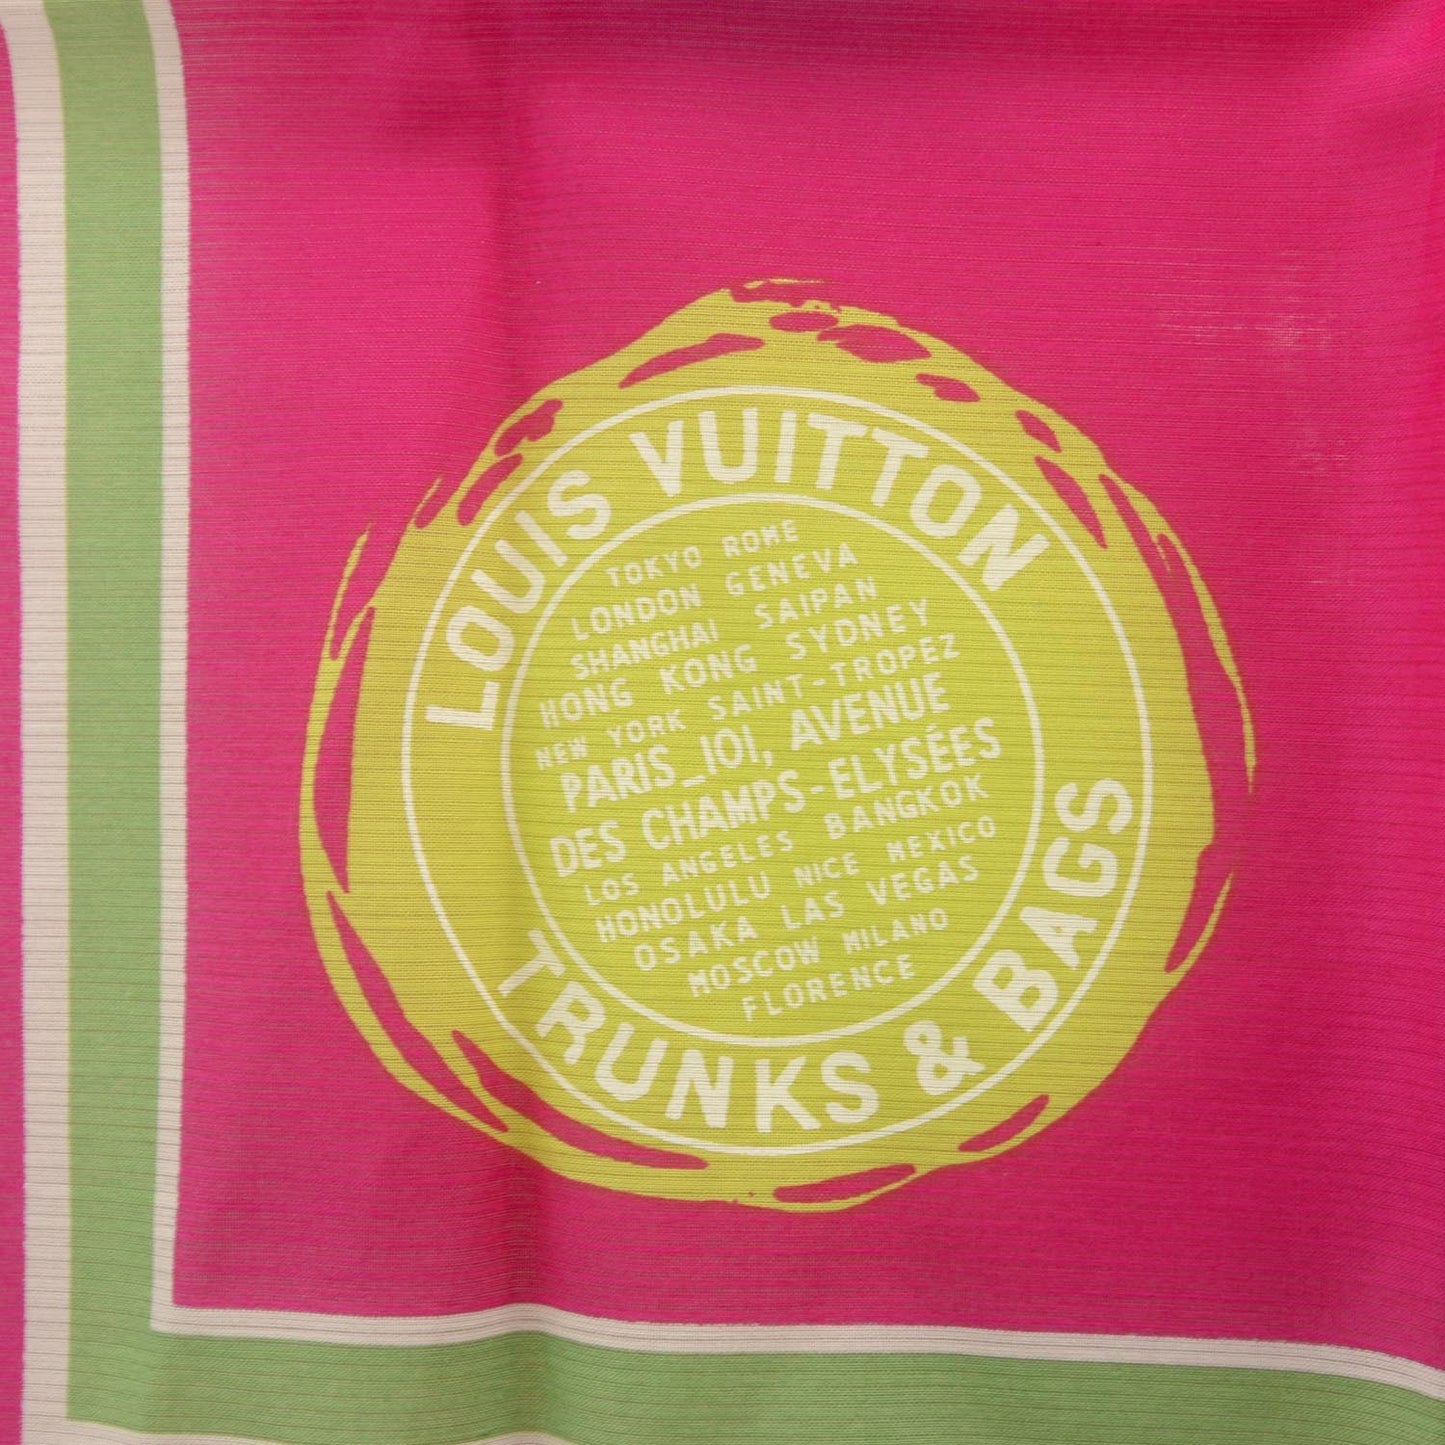 LOUIS VUITTON
TOKYO ROME
LONDON GENEVA
SHANGHAI SAIPAN
HONG KONG SYDNEY
NEW YORK SAINT-TROPEZ
PARIS_101, AVENUE
DES CHAMPS-ELYSÉES
LOS ANGELES BANGKOK
HONOLULU NICE MEXICO
OSAKA LAS VEGAS
MOSCOW MILANO
FLORENCE
TRUNKS & BAGS